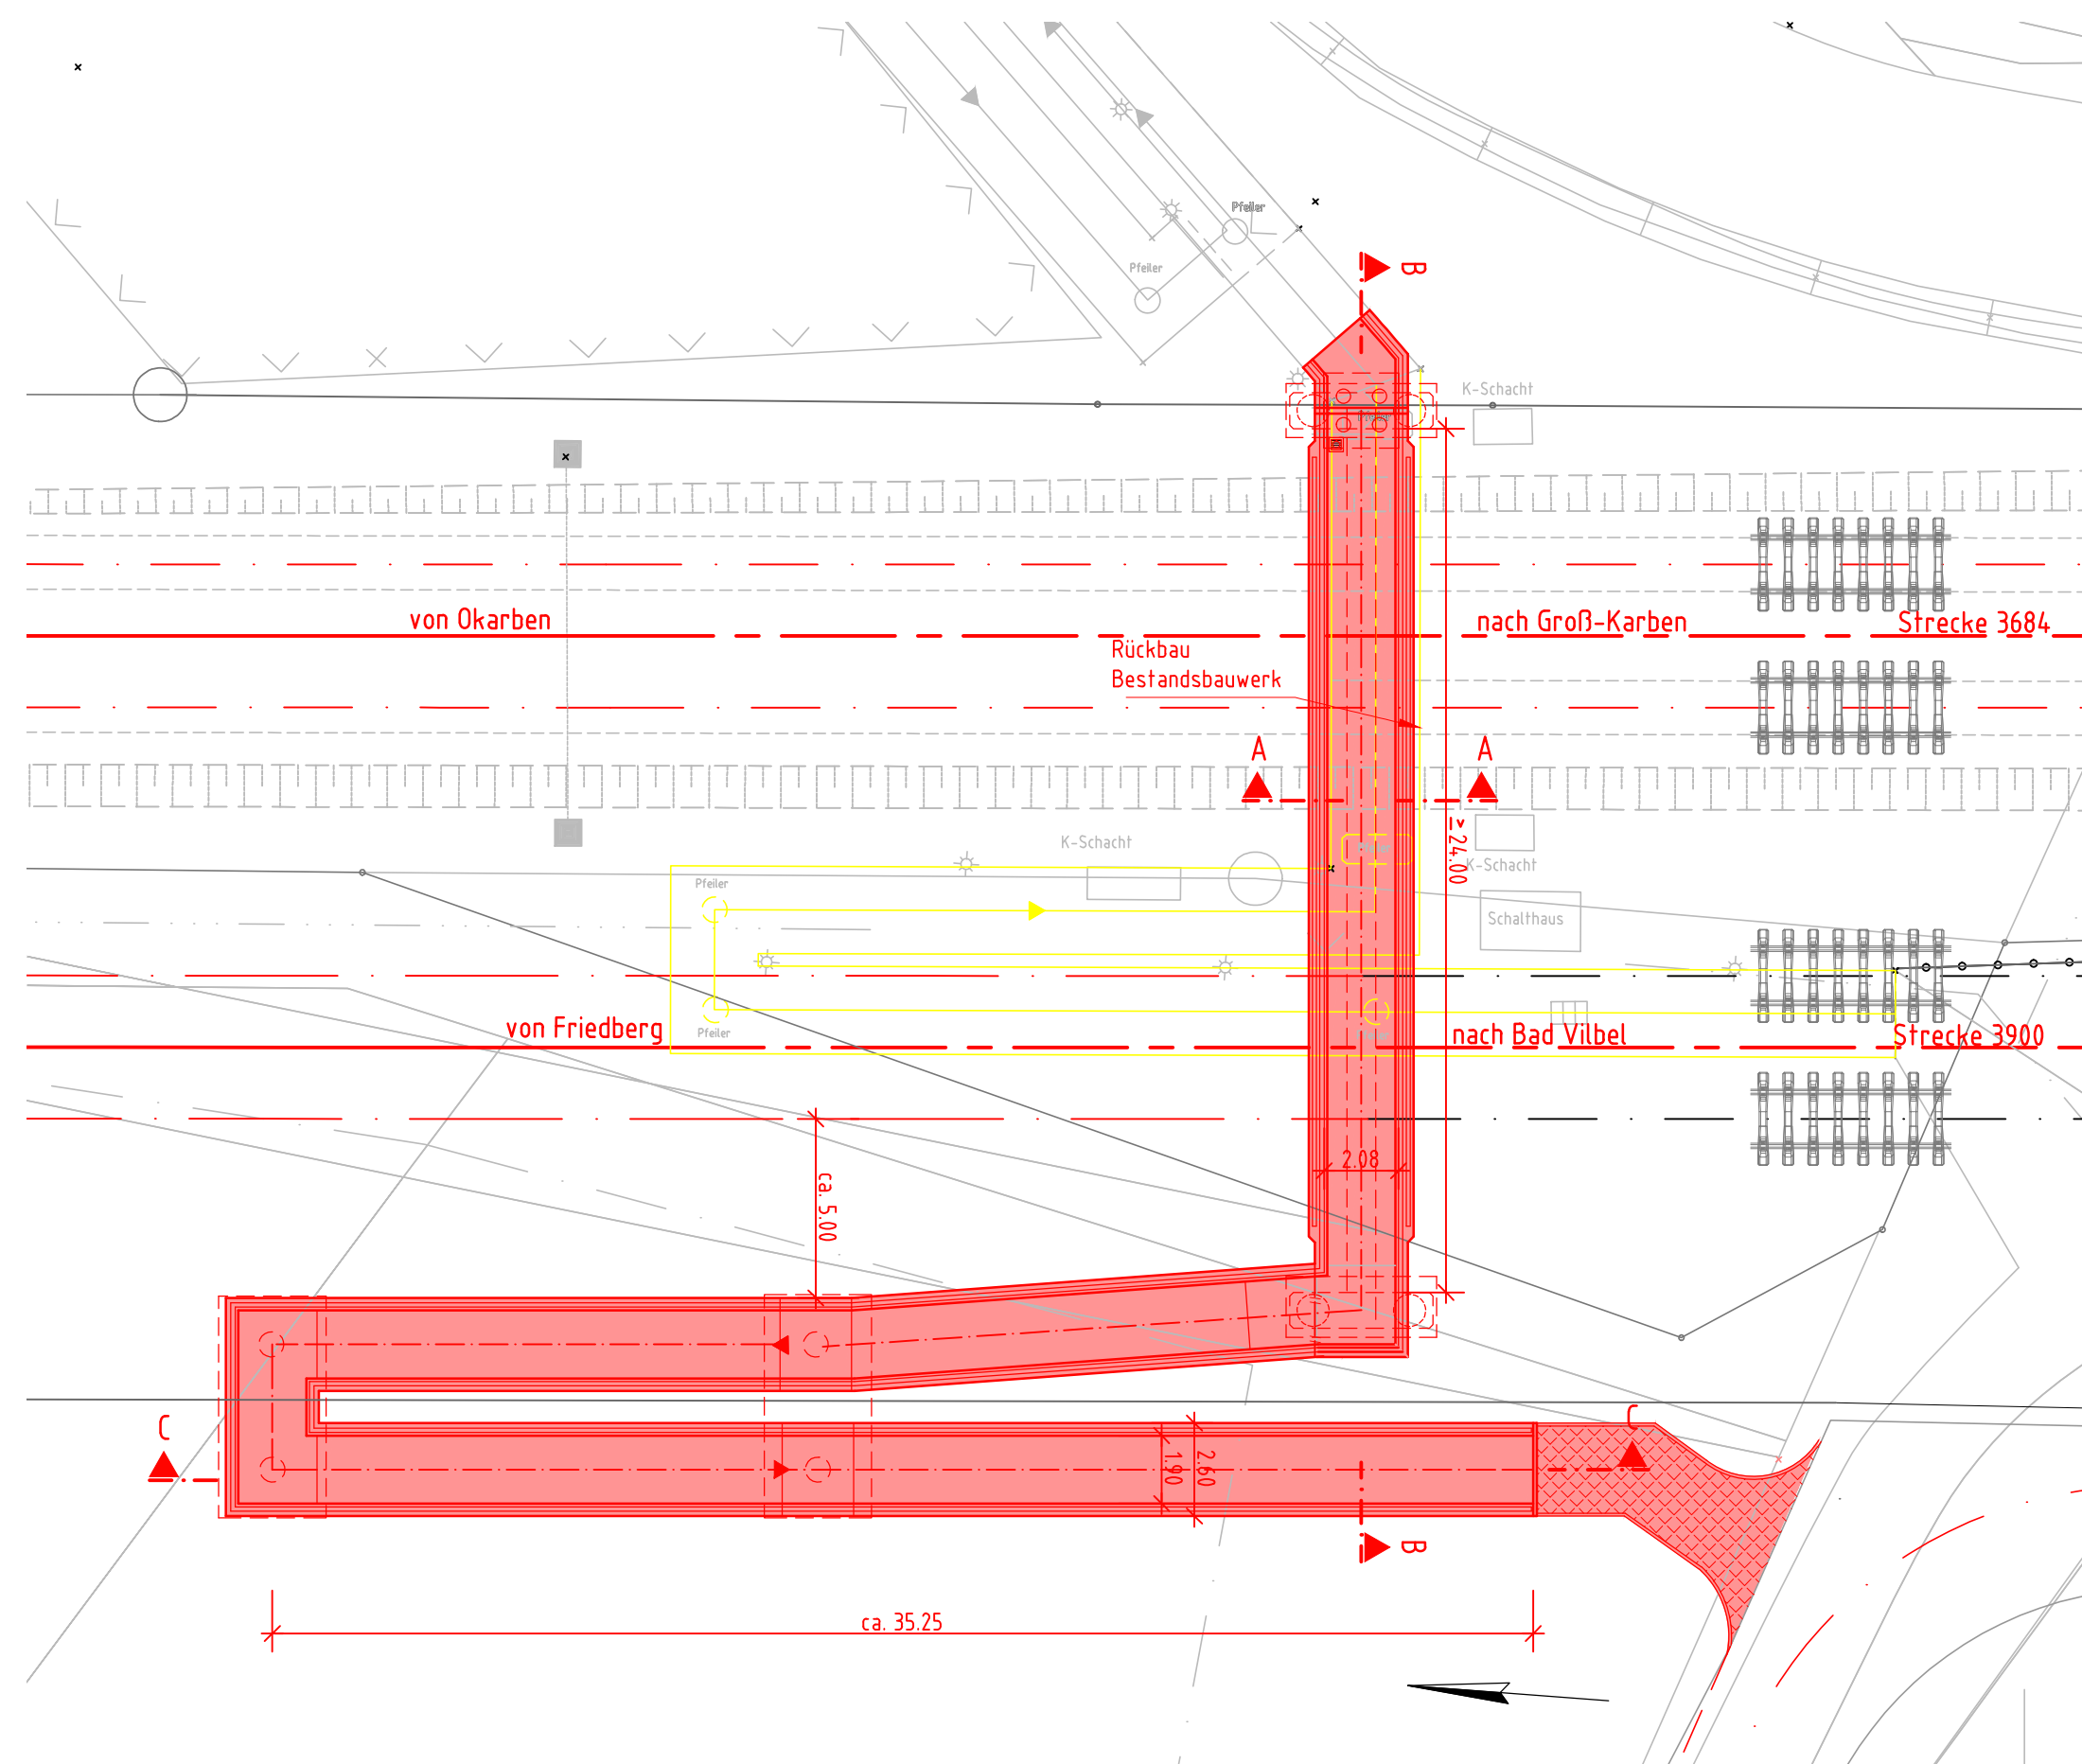 Pfeiler
Pfeiler
B
K-Schacht
von Okarben
nach Groß-Karben
Strecke 3684
Rückbau
Bestandsbauwerk
A
A
≥ 24.00
K-Schacht
K-Schacht
Pfeiler
Schalthaus
von Friedberg
Pfeiler
nach Bad Vilbel
Strecke 3900
2.08
ca. 5.00
C
C
1.90
2.60
B
ca. 35.25